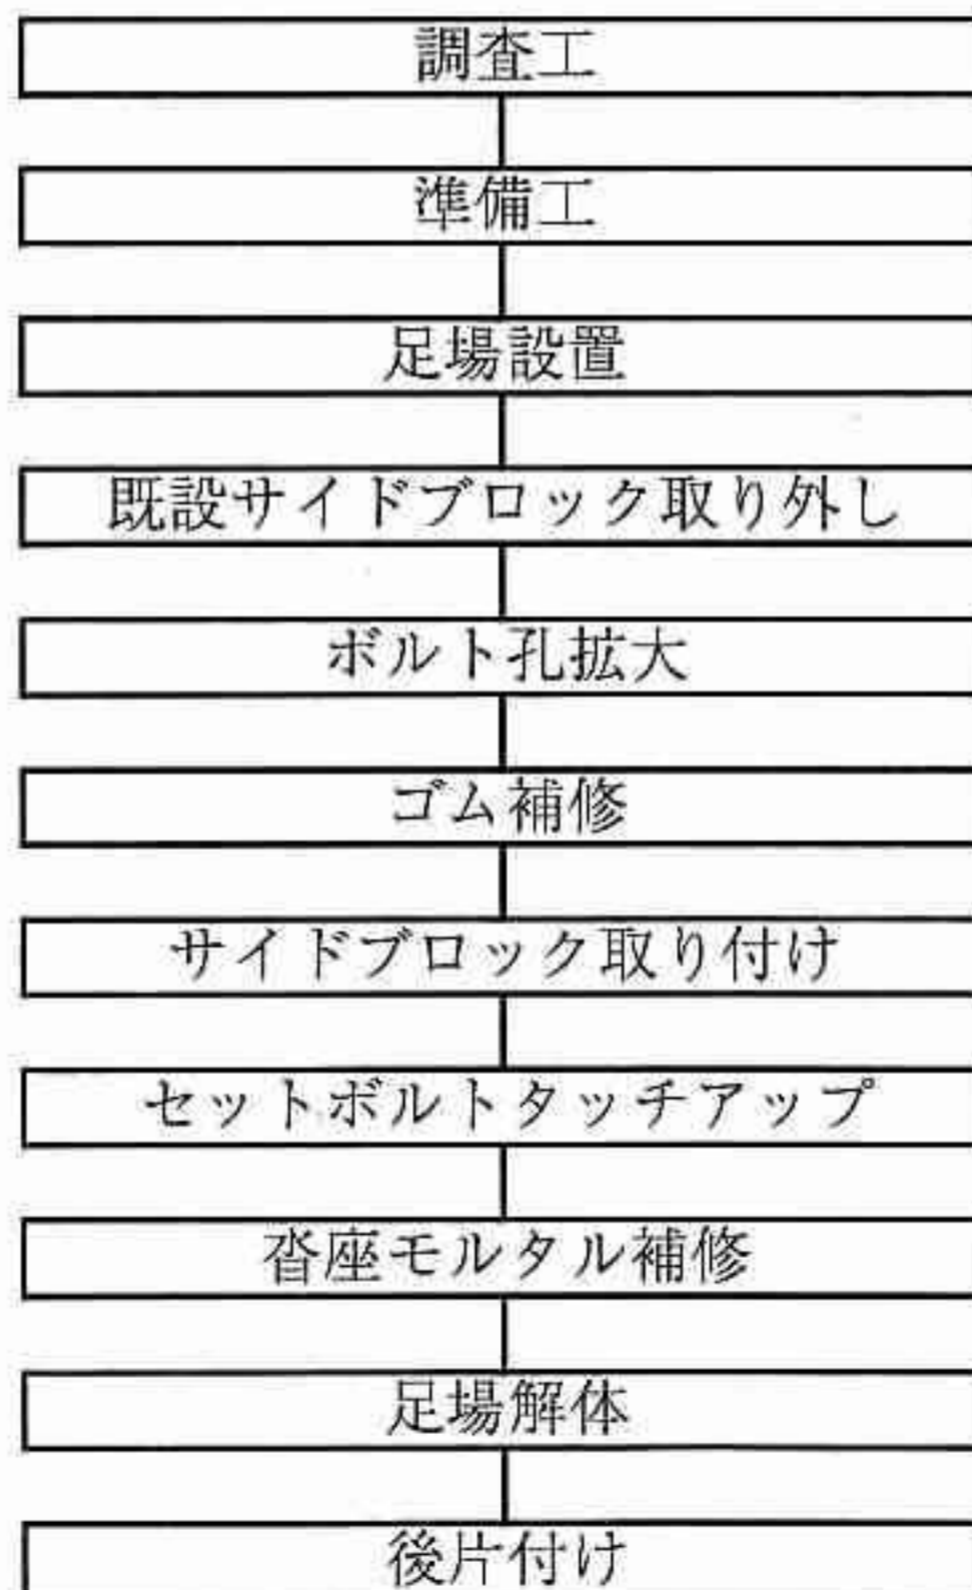 調査工
準備工
足場設置
既設サイドブロック取り外し
ボルト孔拡大
ゴム補修
サイドブロック取り付け
セットボルトタッチアップ
沓座モルタル補修
足場解体
後片付け